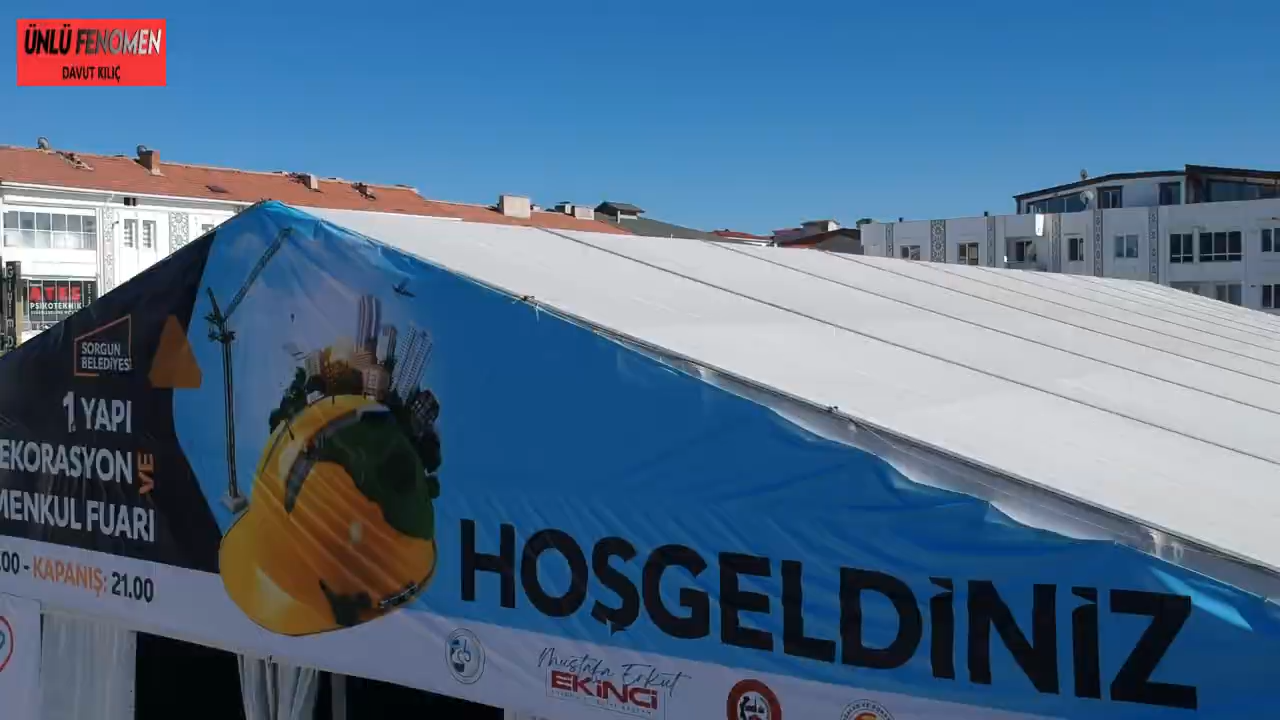 ÜNLÜ FENOMEN
DAVUT KILIÇ
ATEŞ
PSİKOTEKNİK
SORGUN
BELEDİYESİ
1. YAPI
EKORASYON VE
MENKUL FUARI
.00 - KAPANIŞ: 21.00
HOŞGELDİNİZ
Mustafa Erkut
EKİNCİ